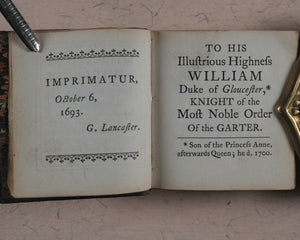 IMPRIMATUR,
October 6,
1693.
G. Lancaſter.
TO HIS
Illuſtrious Highneſs
WILLIAM
Duke of Gloceſter,*
KNIGHT of the
Moſt Noble Order
Of the GARTER.
* Son of the Princeſs Anne,
afterwards Queen; he d. 1700.